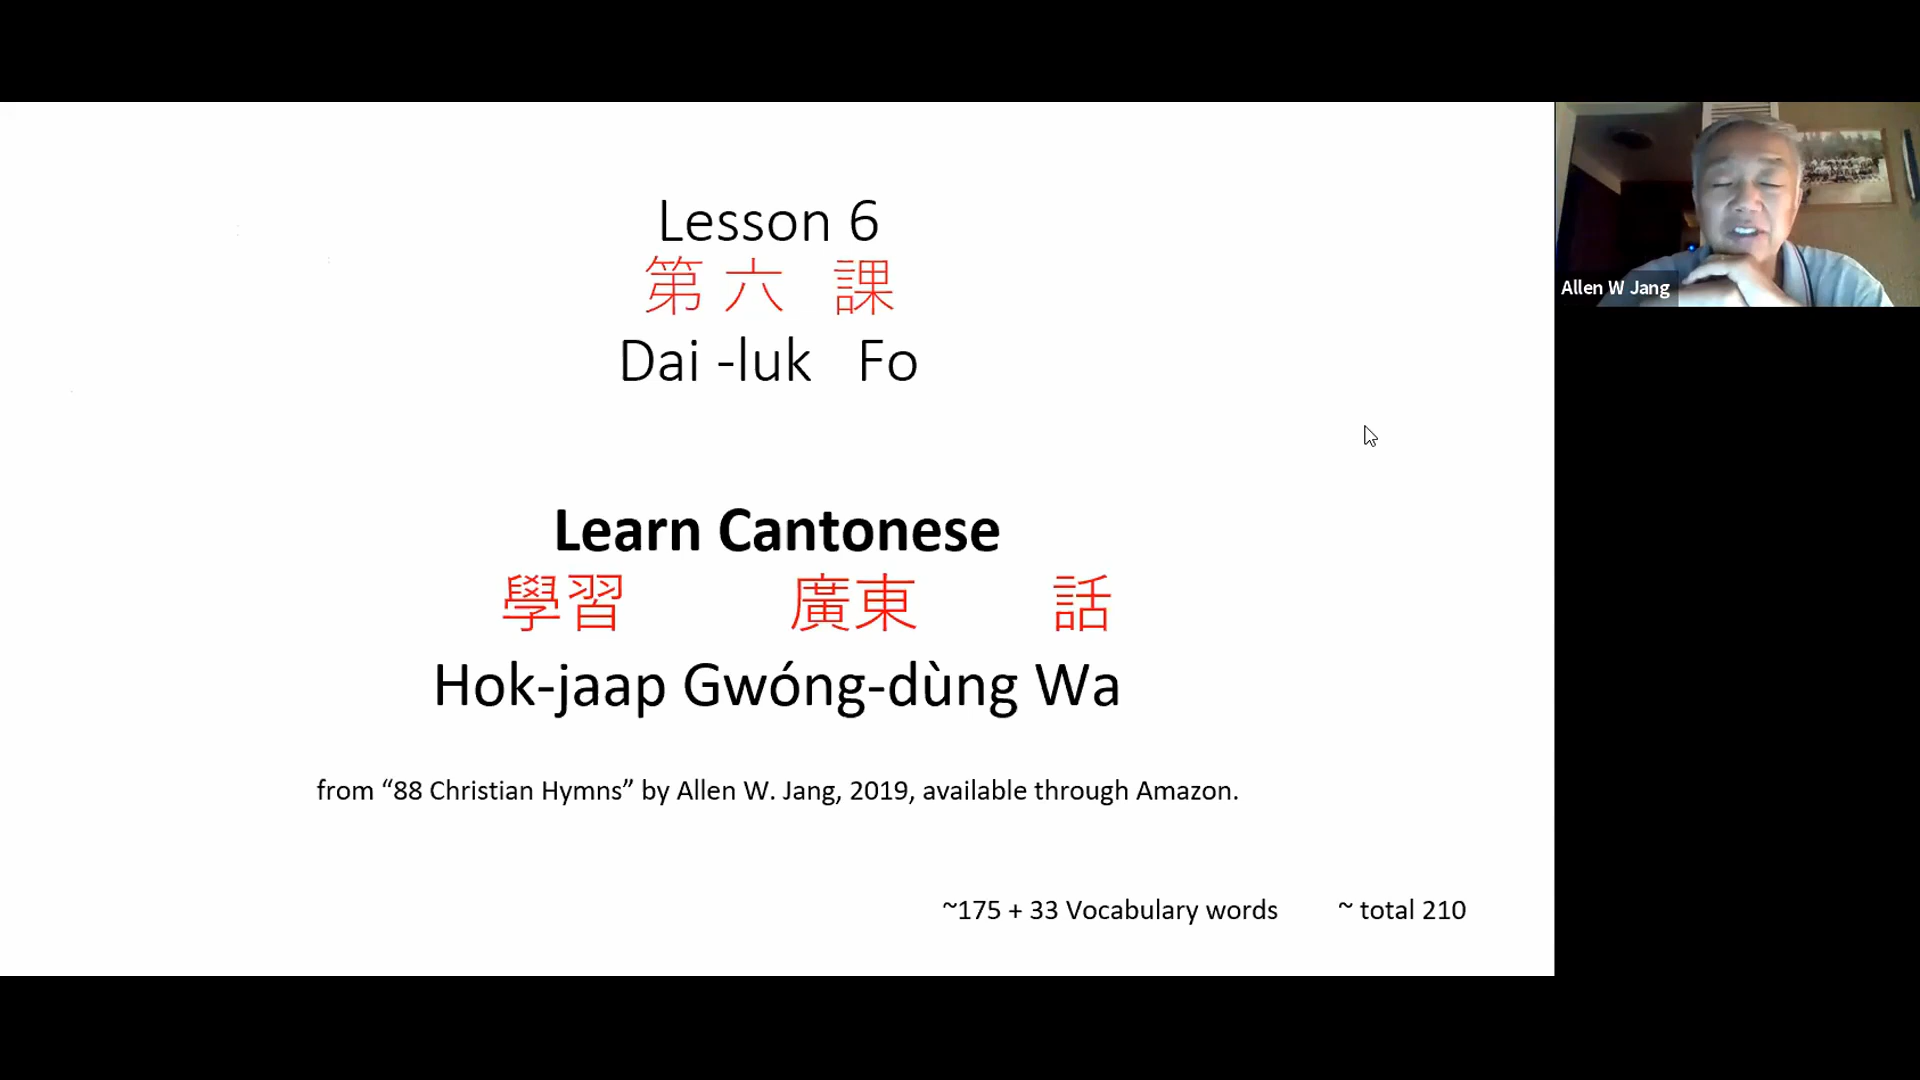 Lesson 6
第 六 課
Dai -luk Fo
Learn Cantonese
學習 廣東 話
Hok-jaap Gwóng-dùng Wa
from “88 Christian Hymns” by Allen W. Jang, 2019, available through Amazon.
~175 + 33 Vocabulary words ~ total 210
Allen W Jang